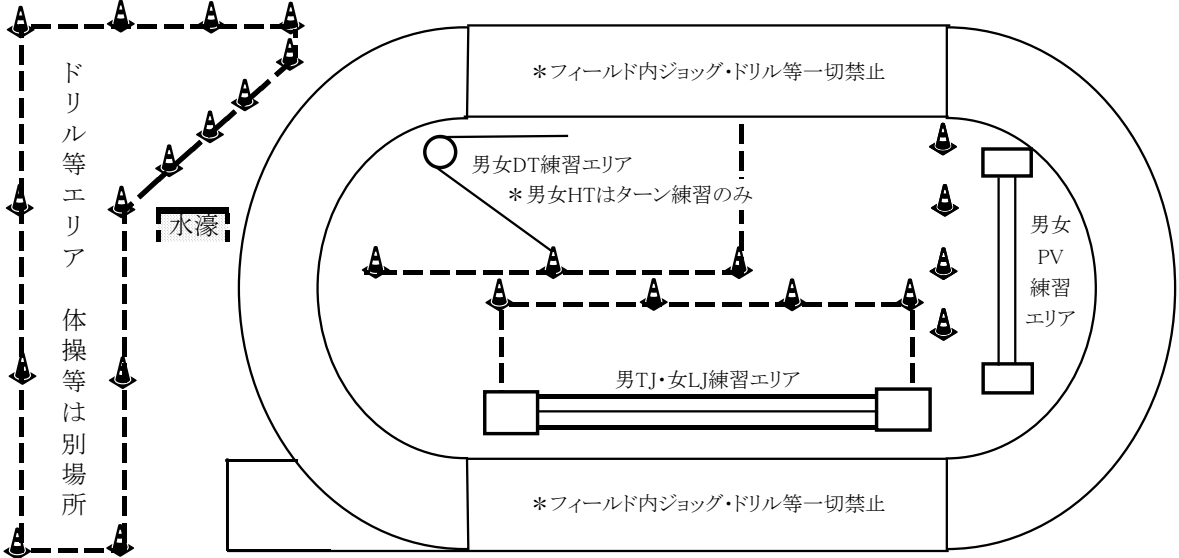 ドリル等エリア　体操等は別場所
水濠
＊フィールド内ジョッグ・ドリル等一切禁止
男女DT練習エリア
＊男女HTはターン練習のみ
男女
PV
練習
エリア
男TJ・女LJ練習エリア
＊フィールド内ジョッグ・ドリル等一切禁止